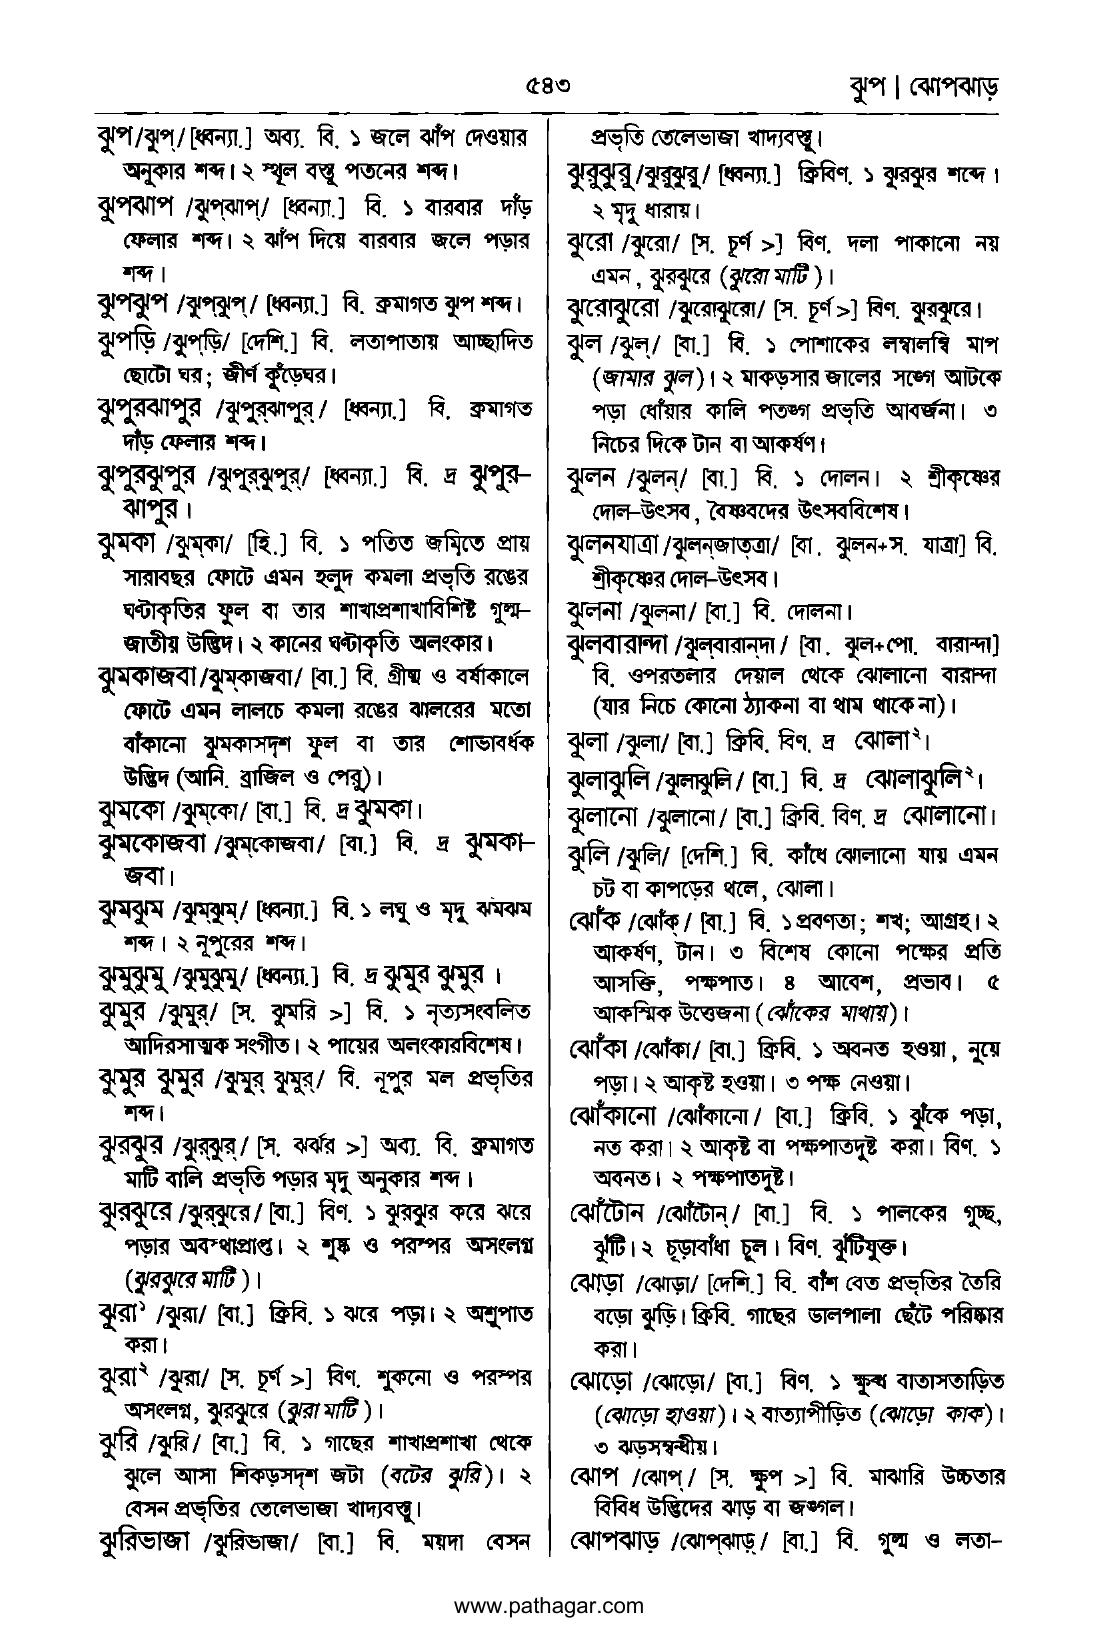 ৫৪৩
ঝুপ | ঝোপঝাড়
ঝুপ /ঝুপ্/ [ধ্বন্যা.] অব্য. বি. ১ জলে ঝাঁপ দেওয়ার
অনুকার শব্দ। ২ স্থূল বস্তু পতনের শব্দ।
ঝুপঝাপ /ঝুপ্‌ঝাপ্/ [ধ্বন্যা.] বি. ১ বারবার দাঁড়
ফেলার শব্দ। ২ ঝাঁপ দিয়ে বারবার জলে পড়ার
শব্দ।
ঝুপঝুপ /ঝুপ্‌ঝুপ্/ [ধ্বন্যা.] বি. ক্রমাগত ঝুপ শব্দ।
ঝুপড়ি /ঝুপ্‌ড়ি/ [দেশি.] বি. লতাপাতায় আচ্ছাদিত
ছোটো ঘর; জীর্ণ কুঁড়েঘর।
ঝুপুরঝাপুর /ঝুপুর্‌ঝাপুর্/ [ধ্বন্যা.] বি. ক্রমাগত
দাঁড় ফেলার শব্দ।
ঝুপুরঝুপুর /ঝুপুর্‌ঝুপুর্/ [ধ্বন্যা.] বি. দ্র ঝুপুর–
ঝাপুর।
ঝুমকা /ঝুম্‌কা/ [হি.] বি. ১ পতিত জমিতে প্রায়
সারাবছর ফোটে এমন হলুদ কমলা প্রভৃতি রঙের
ঘণ্টাকৃতির ফুল বা তার শাখাপ্রশাখাবিশিষ্ট গুল্ম–
জাতীয় উদ্ভিদ। ২ কানের ঘণ্টাকৃতি অলংকার।
ঝুমকাজবা /ঝুম্‌কাজবা/ [বা.] বি. গ্রীষ্ম ও বর্ষাকালে
ফোটে এমন লালচে কমলা রঙের ঝালরের মতো
বাঁকানো ঝুমকাসদৃশ ফুল বা তার শোভাবর্ধক
উদ্ভিদ (আনি. ব্রাজিল ও পেরু)।
ঝুমকো /ঝুম্‌কো/ [বা.] বি. দ্র ঝুমকা।
ঝুমকোজবা /ঝুম্‌কোজবা/ [বা.] বি. দ্র ঝুমকা–
জবা।
ঝুমঝুম /ঝুম্‌ঝুম্/ [ধ্বন্যা.] বি. ১ লঘু ও মৃদু ঝমঝম
শব্দ। ২ নূপুরের শব্দ।
ঝুমুঝুমু /ঝুমুঝুমু/ [ধ্বন্যা.] বি. দ্র ঝুমুর ঝুমুর ।
ঝুমুর /ঝুমুর্/ [স. ঝুমরি >] বি. ১ নৃত্যসংবলিত
আদিরসাত্মক সংগীত। ২ পায়ের অলংকারবিশেষ।
ঝুমুর ঝুমুর /ঝুমুর্ ঝুমুর্/ বি. নূপুর মল প্রভৃতির
শব্দ।
ঝুরঝুর /ঝুর্‌ঝুর্/ [স. ঝর্ঝর >] অব্য. বি. ক্রমাগত
মাটি বালি প্রভৃতি পড়ার মৃদু অনুকার শব্দ।
ঝুরঝুরে /ঝুর্‌ঝুরে/ [বা.] বিণ. ১ ঝুরঝুর করে ঝরে
পড়ার অবস্থাপ্রাপ্ত। ২ শুষ্ক ও পরস্পর অসংলগ্ন
(ঝুরঝুরে মাটি)।
ঝুরা১ /ঝুরা/ [বা.] ক্রিবি. ১ ঝরে পড়া। ২ অশ্রুপাত
করা।
ঝুরা২ /ঝুরা/ [স. চূর্ণ >] বিণ. শুকনো ও পরস্পর
অসংলগ্ন, ঝুরঝুরে (ঝুরা মাটি)।
ঝুরি /ঝুরি/ [বা.] বি. ১ গাছের শাখাপ্রশাখা থেকে
ঝুলে আসা শিকড়সদৃশ জটা (বটের ঝুরি)। ২
বেসন প্রভৃতির তেলেভাজা খাদ্যবস্তু।
ঝুরিভাজা /ঝুরিভাজা/ [বা.] বি. ময়দা বেসন
প্রভৃতি তেলেভাজা খাদ্যবস্তু।
ঝুরুঝুরু /ঝুরুঝুরু/ [ধ্বন্যা.] ক্রিবিণ. ১ ঝুরঝুর শব্দে ।
২ মৃদু ধারায়।
ঝুরো /ঝুরো/ [স. চূর্ণ >] বিণ. দলা পাকানো নয়
এমন, ঝুরঝুরে (ঝুরো মাটি)।
ঝুরোঝুরো /ঝুরোঝুরো/ [স. চূর্ণ >] বিণ. ঝুরঝুরে।
ঝুল /ঝুল্/ [বা.] বি. ১ পোশাকের লম্বালম্বি মাপ
(জামার ঝুল)। ২ মাকড়সার জালের সঙ্গে আটকে
পড়া ধোঁয়ার কালি পতঙ্গ প্রভৃতি আবর্জনা। ৩
নিচের দিকে টান বা আকর্ষণ।
ঝুলন /ঝুলন্/ [বা.] বি. ১ দোলন। ২ শ্রীকৃষ্ণের
দোল–উৎসব, বৈষ্ণবদের উৎসববিশেষ।
ঝুলনযাত্রা /ঝুলন্‌জাত্‌ত্রা/ [বা. ঝুলন+স. যাত্রা] বি.
শ্রীকৃষ্ণের দোল–উৎসব।
ঝুলনা /ঝুলনা/ [বা.] বি. দোলনা।
ঝুলবারান্দা /ঝুল্‌বারান্‌দা/ [বা. ঝুল+পো. বারান্দা]
বি. ওপরতলার দেয়াল থেকে ঝোলানো বারান্দা
(যার নিচে কোনো ঠ্যাকনা বা থাম থাকে না)।
ঝুলা /ঝুলা/ [বা.] ক্রিবি. বিণ. দ্র ঝোলা২।
ঝুলাঝুলি /ঝুলাঝুলি/ [বা.] বি. দ্র ঝোলাঝুলি২।
ঝুলানো /ঝুলানো/ [বা.] ক্রিবি. বিণ. দ্র ঝোলানো।
ঝুলি /ঝুলি/ [দেশি.] বি. কাঁধে ঝোলানো যায় এমন
চট বা কাপড়ের থলে, ঝোলা।
ঝোঁক /ঝোঁক্/ [বা.] বি. ১ প্রবণতা; শখ; আগ্রহ। ২
আকর্ষণ, টান। ৩ বিশেষ কোনো পক্ষের প্রতি
আসক্তি, পক্ষপাত। ৪ আবেশ, প্রভাব। ৫
আকস্মিক উত্তেজনা (ঝোঁকের মাথায়)।
ঝোঁকা /ঝোঁকা/ [বা.] ক্রিবি. ১ অবনত হওয়া, নুয়ে
পড়া। ২ আকৃষ্ট হওয়া। ৩ পক্ষ নেওয়া।
ঝোঁকানো /ঝোঁকানো/ [বা.] ক্রিবি. ১ ঝুঁকে পড়া,
নত করা। ২ আকৃষ্ট বা পক্ষপাতদুষ্ট করা। বিণ. ১
অবনত। ২ পক্ষপাতদুষ্ট।
ঝোঁটোন /ঝোঁটোন্/ [বা.] বি. ১ পালকের গুচ্ছ,
ঝুঁটি। ২ চূড়াবাঁধা চুল। বিণ. ঝুঁটিযুক্ত।
ঝোড়া /ঝোড়া/ [দেশি.] বি. বাঁশ বেত প্রভৃতির তৈরি
বড়ো ঝুড়ি। ক্রিবি. গাছের ডালপালা ছেঁটে পরিষ্কার
করা।
ঝোড়ো /ঝোড়ো/ [বা.] বিণ. ১ ক্ষুব্ধ বাতাসতাড়িত
(ঝোড়ো হাওয়া)। ২ বাত্যাপীড়িত (ঝোড়ো কাক)।
৩ ঝড়সম্বন্ধীয়।
ঝোপ /ঝোপ্/ [স. ক্ষুপ >] বি. মাঝারি উচ্চতার
বিবিধ উদ্ভিদের ঝাড় বা জঙ্গল।
ঝোপঝাড় /ঝোপ্‌ঝাড়্/ [বা.] বি. গুল্ম ও লতা–
www.pathagar.com